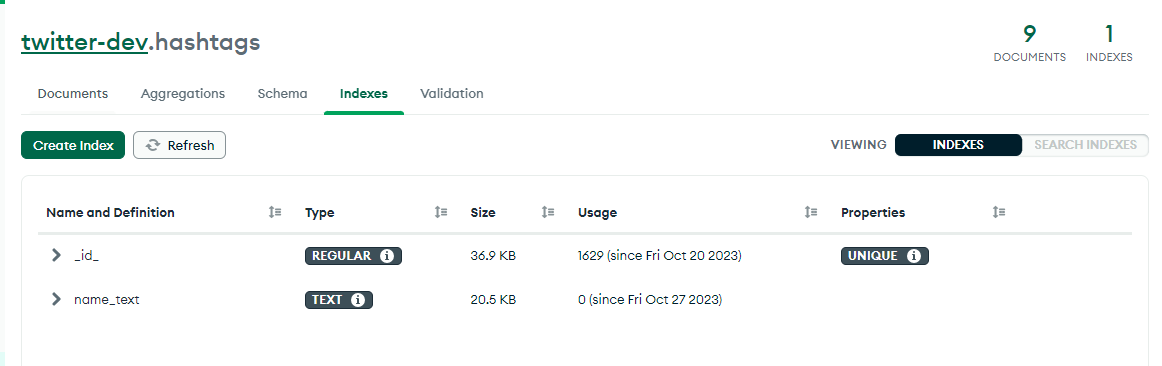 twitter-dev.hashtags
9 1
DOCUMENTS INDEXES
Documents Aggregations Schema Indexes Validation
Create Index Refresh VIEWING INDEXES SEARCH INDEXES
Name and Definition Type Size Usage Properties
_id_ REGULAR 36.9 KB 1629 (since Fri Oct 20 2023) UNIQUE
name_text TEXT 20.5 KB 0 (since Fri Oct 27 2023)